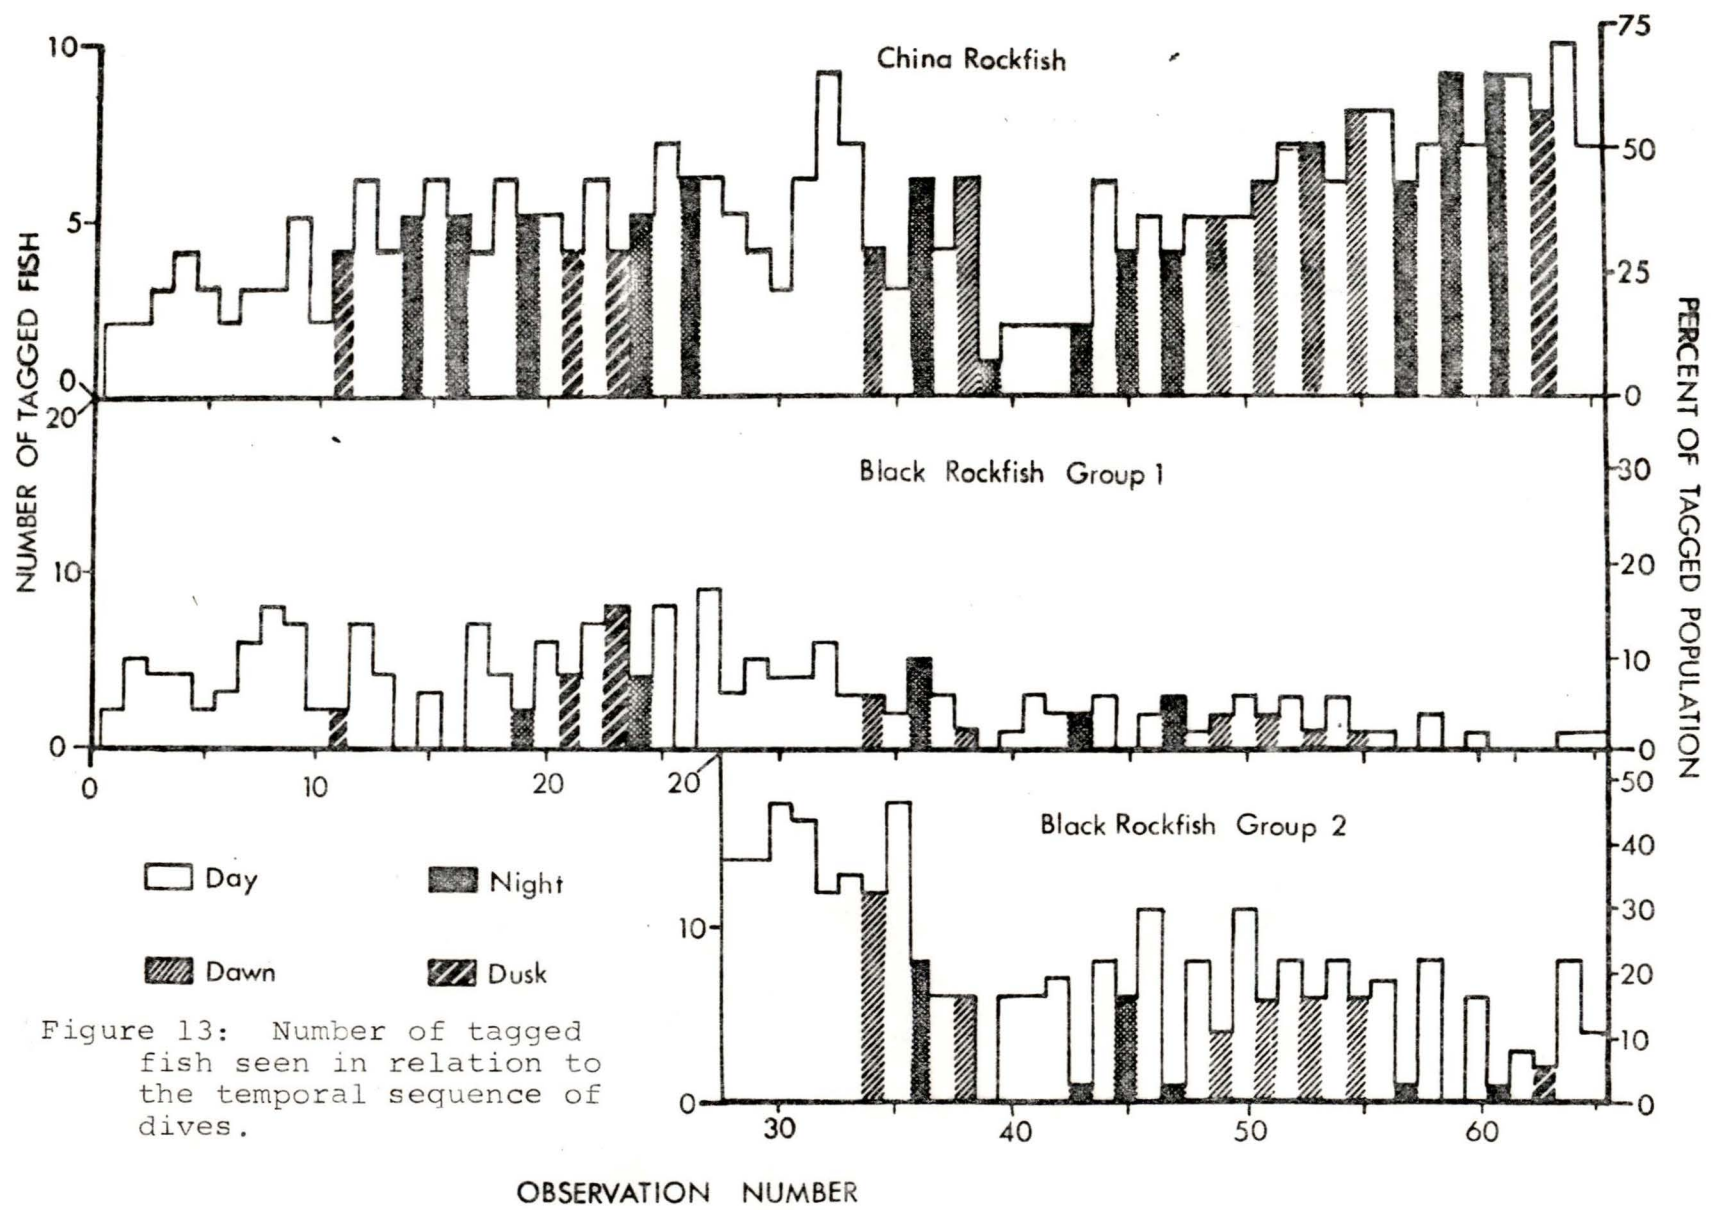 China Rockfish
10
5
0
75
50
25
0
NUMBER OF TAGGED FISH
PERCENT OF TAGGED POPULATION
20
10
0
Black Rockfish Group 1
30
20
10
0
0
10
20
20
10
0
Black Rockfish Group 2
50
40
30
20
10
0
30
40
50
60
Day
Night
Dawn
Dusk
Figure 13: Number of tagged
fish seen in relation to
the temporal sequence of
dives.
OBSERVATION NUMBER